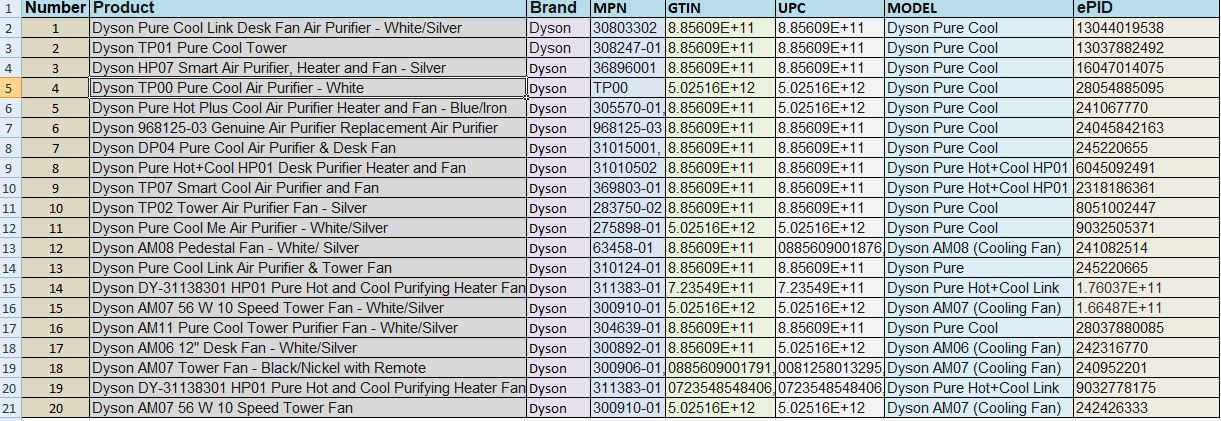 1 Number Product Brand MPN GTIN UPC MODEL ePID
2 1 Dyson Pure Cool Link Desk Fan Air Purifier - White/Silver Dyson 30803302 8.85609E+11 8.85609E+11 Dyson Pure Cool 13044019538
3 2 Dyson TP01 Pure Cool Tower Dyson 308247-01 8.85609E+11 8.85609E+11 Dyson Pure Cool 13037882492
4 3 Dyson HP07 Smart Air Purifier, Heater and Fan - Silver Dyson 36896001 8.85609E+11 8.85609E+11 Dyson Pure Cool 16047014075
5 4 Dyson TP00 Pure Cool Air Purifier - White Dyson TP00 5.02516E+12 5.02516E+12 Dyson Pure Cool 28054885095
6 5 Dyson Pure Hot Plus Cool Air Purifier Heater and Fan - Blue/Iron Dyson 305570-01, 8.85609E+11 8.85609E+11 Dyson Pure Cool 241067770
7 6 Dyson 968125-03 Genuine Air Purifier Replacement Air Purifier Dyson 968125-03 8.85609E+11 8.85609E+11 Dyson Pure Cool 24045842163
8 7 Dyson DP04 Pure Cool Air Purifier & Desk Fan Dyson 31015001, 8.85609E+11 8.85609E+11 Dyson Pure Cool 245220655
9 8 Dyson Pure Hot+Cool HP01 Desk Purifier Heater and Fan Dyson 31010502 8.85609E+11 8.85609E+11 Dyson Pure Hot+Cool HP01 6045092491
10 9 Dyson TP07 Smart Cool Air Purifier and Fan Dyson 369803-01 8.85609E+11 8.85609E+11 Dyson Pure Hot+Cool HP01 2318186361
11 10 Dyson TP02 Tower Air Purifier Fan - Silver Dyson 283750-02 8.85609E+11 8.85609E+11 Dyson Pure Cool 8051002447
12 11 Dyson Pure Cool Me Air Purifier - White/Silver Dyson 275898-01 5.02516E+12 5.02516E+12 Dyson Pure Cool 9032505371
13 12 Dyson AM08 Pedestal Fan - White/ Silver Dyson 63458-01 8.85609E+11 0885609001876, Dyson AM08 (Cooling Fan) 241082514
14 13 Dyson Pure Cool Link Air Purifier & Tower Fan Dyson 310124-01 8.85609E+11 8.85609E+11 Dyson Pure 245220665
15 14 Dyson DY-31138301 HP01 Pure Hot and Cool Purifying Heater Fan Dyson 311383-01 7.23549E+11 7.23549E+11 Dyson Pure Hot+Cool Link 1.76037E+11
16 15 Dyson AM07 56 W 10 Speed Tower Fan - White/Silver Dyson 300910-01 5.02516E+12 5.02516E+12 Dyson AM07 (Cooling Fan) 1.66487E+11
17 16 Dyson AM11 Pure Cool Tower Purifier Fan - White/Silver Dyson 304639-01 8.85609E+11 8.85609E+11 Dyson Pure Cool 28037880085
18 17 Dyson AM06 12" Desk Fan - White/Silver Dyson 300892-01 8.85609E+11 5.02516E+12 Dyson AM06 (Cooling Fan) 242316770
19 18 Dyson AM07 Tower Fan - Black/Nickel with Remote Dyson 300906-01, 0885609001791, 0081258013295, Dyson AM07 (Cooling Fan) 240952201
20 19 Dyson DY-31138301 HP01 Pure Hot and Cool Purifying Heater Fan Dyson 311383-01 0723548548406, 0723548548406, Dyson Pure Hot+Cool Link 9032778175
21 20 Dyson AM07 56 W 10 Speed Tower Fan Dyson 300910-01 5.02516E+12 5.02516E+12 Dyson AM07 (Cooling Fan) 242426333